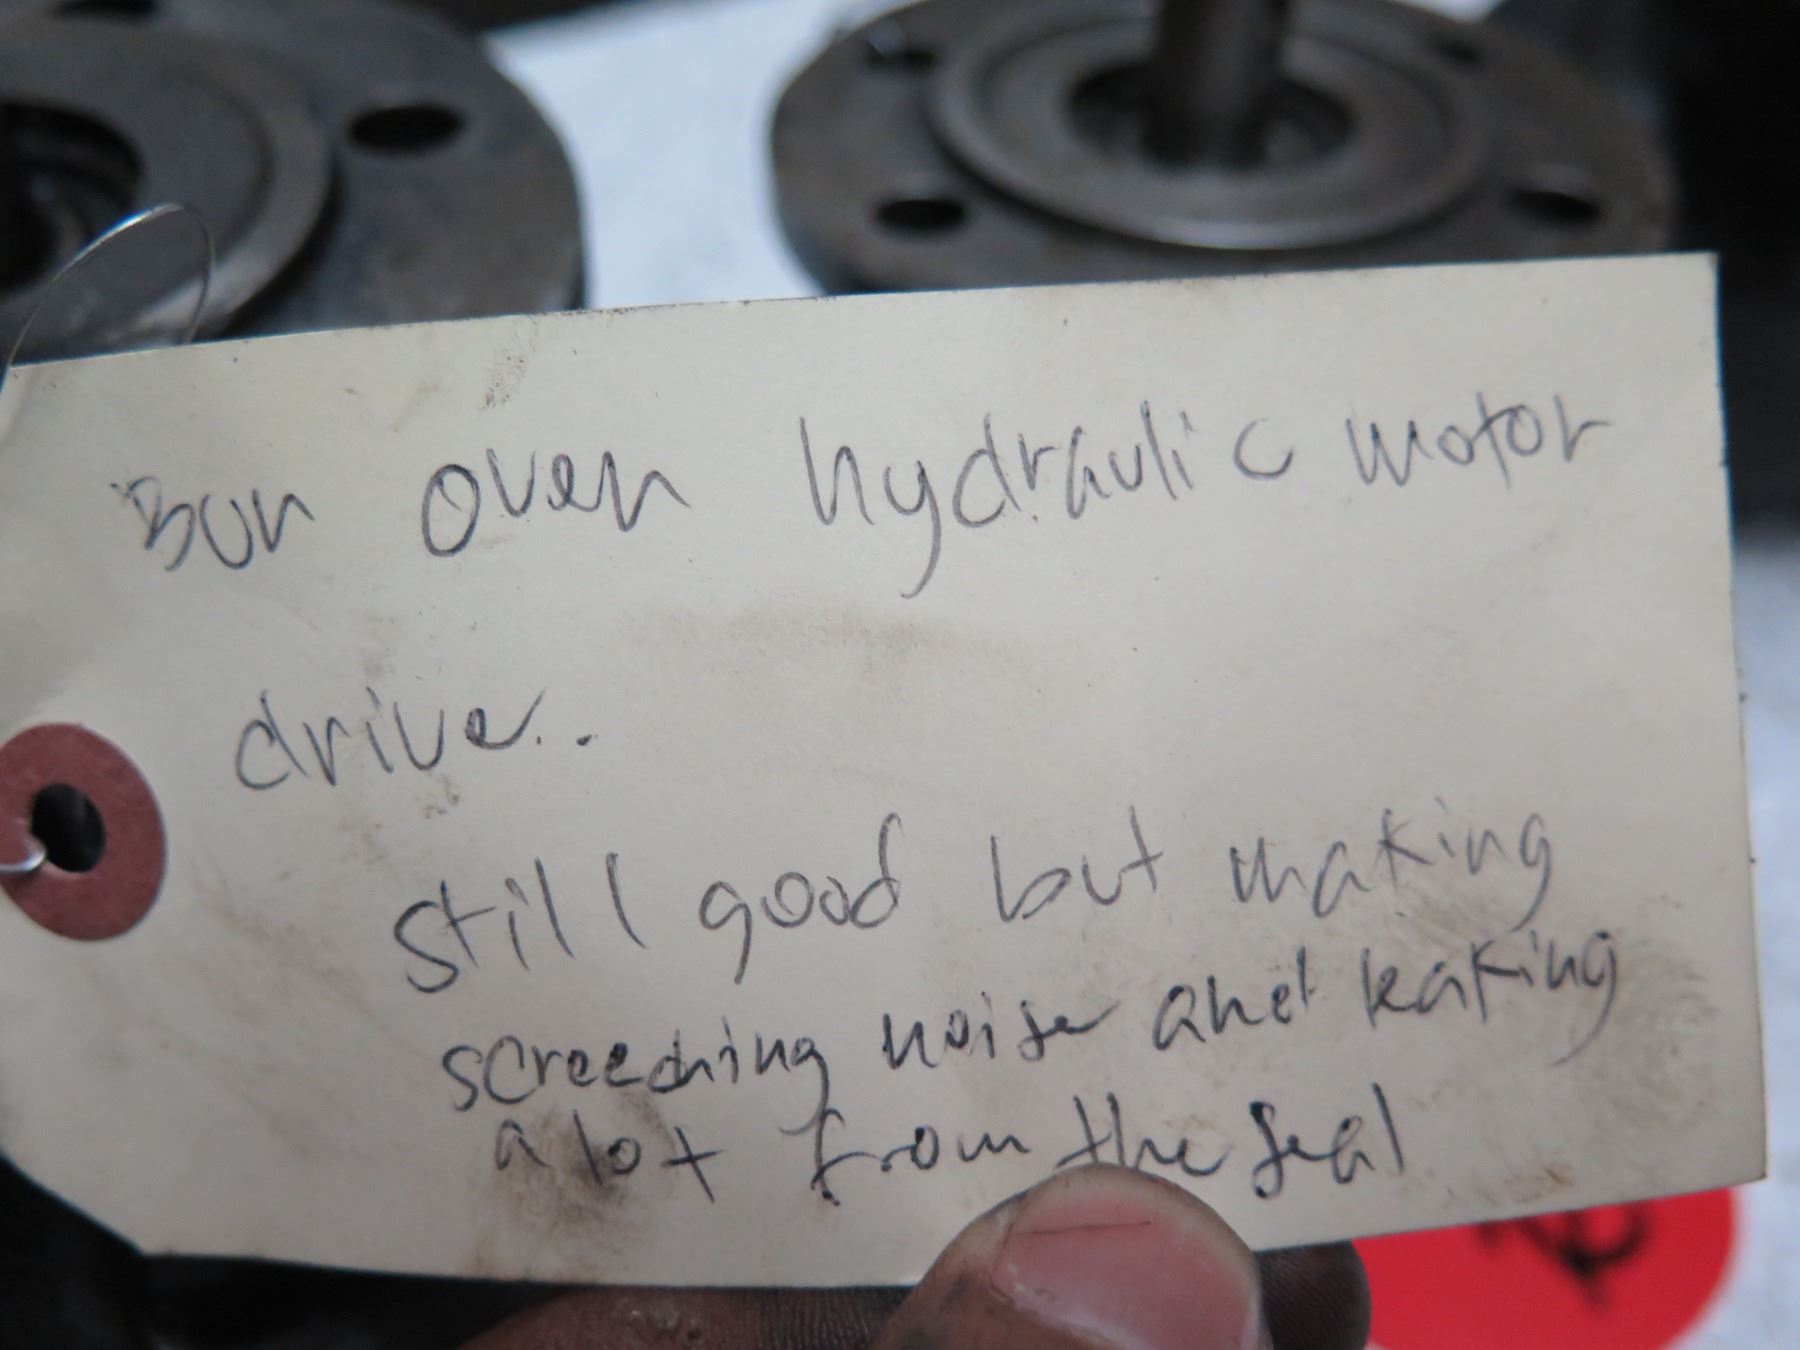 Bun oven hydraulic motor
drive..
still good but making
screeching noise and leaking
a lot from the seal